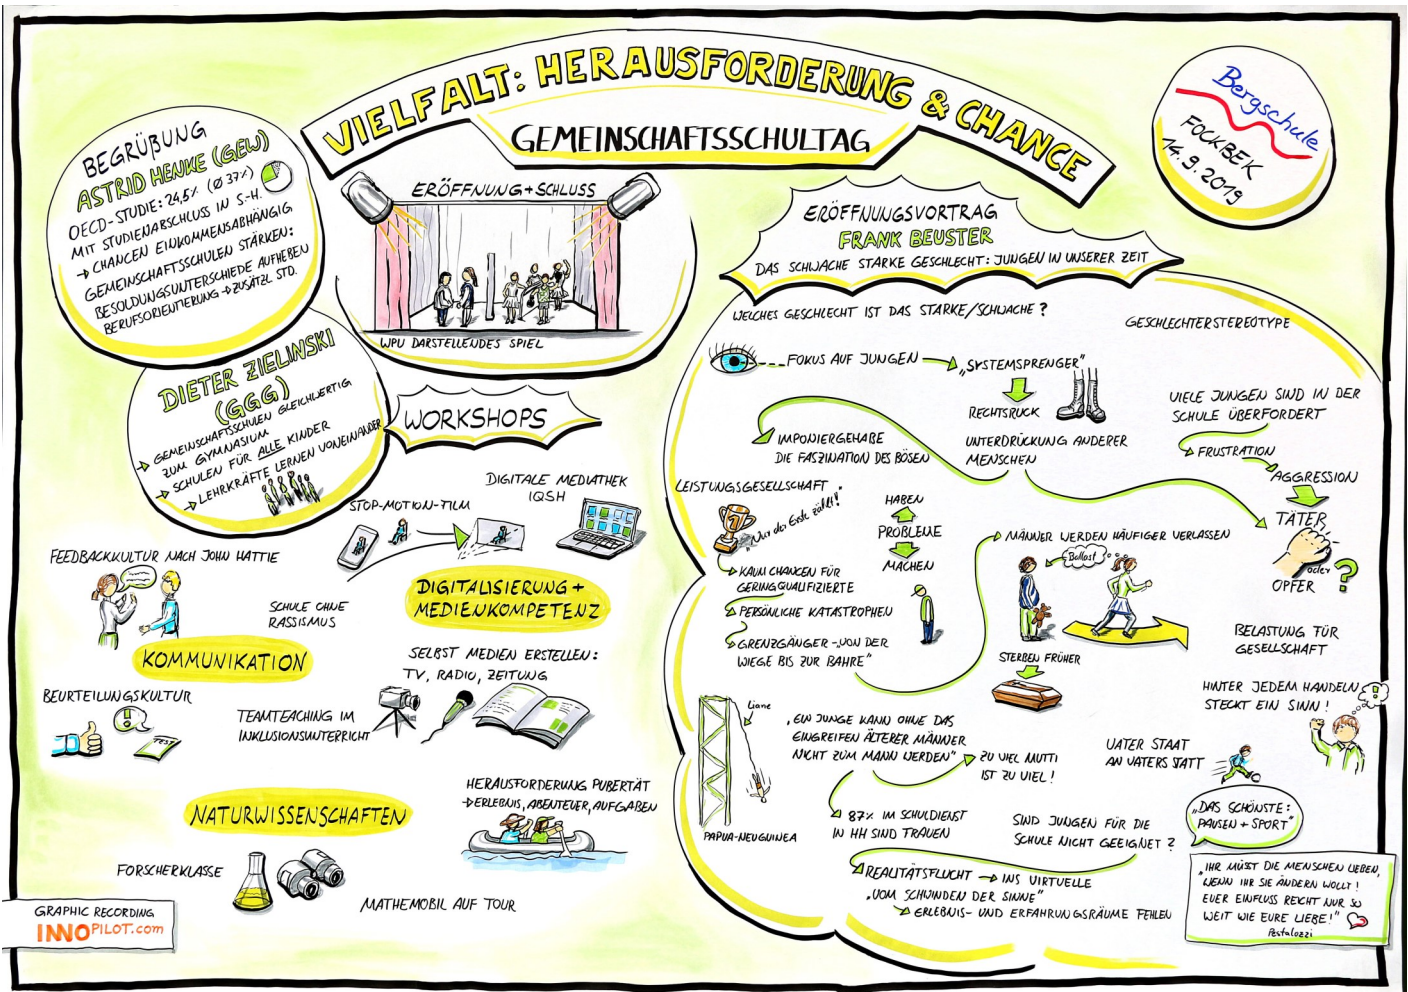 VIELFALT: HERAUSFORDERUNG & CHANCE
GEMEINSCHAFTSSCHULTAG
Bergschule
FOCKBEK
14.9.2019
BEGRÜßUNG
ASTRID HENKE (GEW)
OECD-STUDIE: 24,5% (Ø 37%)
MIT STUDIENABSCHLUSS IN S.-H.
→ CHANCEN EINKOMMENSABHÄNGIG
GEMEINSCHAFTSSCHULEN STÄRKEN:
BESOLDUNGSUNTERSCHIEDE AUFHEBEN
BERUFSORIENTIERUNG → ZUSÄTZL. STD.
DIETER ZIELINSKI
(GGG)
GEMEINSCHAFTSSCHULEN GLEICHWERTIG
ZUM GYMNASIUM
SCHULEN FÜR ALLE KINDER
LEHRKRÄFTE LERNEN VONEINANDER
ERÖFFNUNG + SCHLUSS
WPU DARSTELLENDES SPIEL
WORKSHOPS
STOP-MOTION-FILM
DIGITALE MEDIATHEK
IQSH
DIGITALISIERUNG +
MEDIENKOMPETENZ
SELBST MEDIEN ERSTELLEN:
TV, RADIO, ZEITUNG
FEEDBACKKULTUR NACH JOHN HATTIE
SCHULE OHNE
RASSISMUS
KOMMUNIKATION
BEURTEILUNGSKULTUR
!
TEST
TEAMTEACHING IM
INKLUSIONSUNTERRICHT
HERAUSFORDERUNG PUBERTÄT
→ ERLEBNIS, ABENTEUER, AUFGABEN
NATURWISSENSCHAFTEN
FORSCHERKLASSE
MATHEMOBIL AUF TOUR
GRAPHIC RECORDING
INNOPILOT.com
ERÖFFNUNGSVORTRAG
FRANK BEUSTER
DAS SCHWACHE STARKE GESCHLECHT: JUNGEN IN UNSERER ZEIT
WELCHES GESCHLECHT IST DAS STARKE/SCHWACHE?
GESCHLECHTERSTEREOTYPE
FOKUS AUF JUNGEN
„SYSTEMSPRENGER"
RECHTSRUCK
UNTERDRÜCKUNG ANDERER
MENSCHEN
IMPONIERGEHABE
DIE FASZINATION DES BÖSEN
VIELE JUNGEN SIND IN DER
SCHULE ÜBERFORDERT
FRUSTRATION
AGGRESSION
TÄTER
oder
OPFER
?
LEISTUNGSGESELLSCHAFT
1
„Nur der Erste zählt!"
KAUM CHANCEN FÜR
GERINGQUALIFIZIERTE
PERSÖNLICHE KATASTROPHEN
GRENZGÄNGER - „VON DER
WIEGE BIS ZUR BAHRE"
HABEN
PROBLEME
MACHEN
MÄNNER WERDEN HÄUFIGER VERLASSEN
Ballast
STERBEN FRÜHER
BELASTUNG FÜR
GESELLSCHAFT
HINTER JEDEM HANDELN
STECKT EIN SINN!
!
Liane
PAPUA-NEUGUINEA
„EIN JUNGE KANN OHNE DAS
EINGREIFEN ÄLTERER MÄNNER
NICHT ZUM MANN WERDEN"
ZU VIEL MUTTI
IST ZU VIEL!
87% IM SCHULDIENST
IN HH SIND FRAUEN
VATER STAAT
AN VATERS STATT
„DAS SCHÖNSTE:
PAUSEN + SPORT"
SIND JUNGEN FÜR DIE
SCHULE NICHT GEEIGNET?
REALITÄTSFLUCHT → INS VIRTUELLE
„VOM SCHWINDEN DER SINNE"
ERLEBNIS- UND ERFAHRUNGSRÄUME FEHLEN
„IHR MÜSST DIE MENSCHEN LIEBEN,
WENN IHR SIE ÄNDERN WOLLT!
EUER EINFLUSS REICHT NUR SO
WEIT WIE EURE LIEBE!"
Pestalozzi